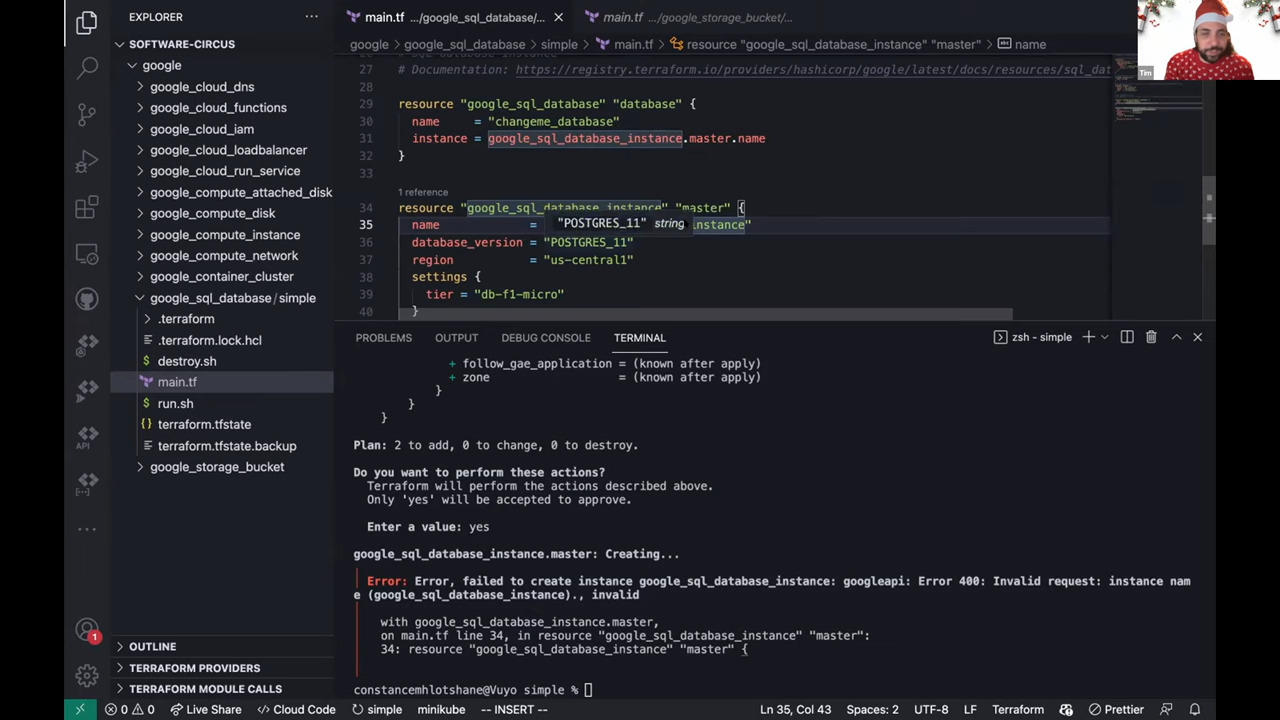 EXPLORER
SOFTWARE-CIRCUS
google
google_cloud_dns
google_cloud_functions
google_cloud_iam
google_cloud_loadbalancer
google_cloud_run_service
google_compute_attached_disk
google_compute_disk
google_compute_instance
google_compute_network
google_container_cluster
google_sql_database/simple
.terraform
.terraform.lock.hcl
destroy.sh
main.tf
run.sh
terraform.tfstate
terraform.tfstate.backup
google_storage_bucket
OUTLINE
TERRAFORM PROVIDERS
TERRAFORM MODULE CALLS
API
1
main.tf .../google_sql_database/... main.tf .../google_storage_bucket/...
google > google_sql_database > simple > main.tf > resource "google_sql_database_instance" "master" > name
27 # Documentation: https://registry.terraform.io/providers/hashicorp/google/latest/docs/resources/sql_dat
28
29 resource "google_sql_database" "database" {
30 name = "changeme_database"
31 instance = google_sql_database_instance.master.name
32 }
33
1 reference
34 resource "google_sql_database_instance" "master" {
35 name = "POSTGRES_11" string instance"
36 database_version = "POSTGRES_11"
37 region = "us-central1"
38 settings {
39 tier = "db-f1-micro"
40 }
Tim
PROBLEMS OUTPUT DEBUG CONSOLE TERMINAL zsh - simple
+ follow_gae_application = (known after apply)
+ zone = (known after apply)
}
}
}
Plan: 2 to add, 0 to change, 0 to destroy.
Do you want to perform these actions?
Terraform will perform the actions described above.
Only 'yes' will be accepted to approve.
Enter a value: yes
google_sql_database_instance.master: Creating...
Error: Error, failed to create instance google_sql_database_instance: googleapi: Error 400: Invalid request: instance nam
e (google_sql_database_instance)., invalid
with google_sql_database_instance.master,
on main.tf line 34, in resource "google_sql_database_instance" "master":
34: resource "google_sql_database_instance" "master" {
constancemhlotshane@Vuyo simple %
0 0 Live Share Cloud Code simple minikube -- INSERT -- Ln 35, Col 43 Spaces: 2 UTF-8 LF Terraform Prettier